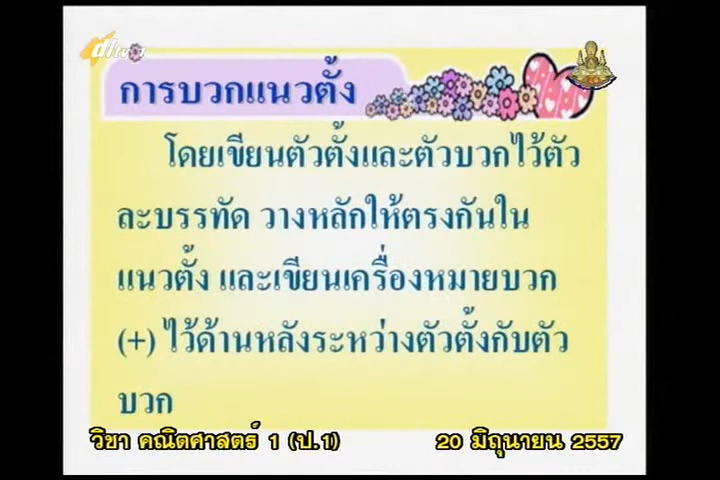 dltv
การบวกแนวตั้ง
โดยเขียนตัวตั้งและตัวบวกไว้ตัว
ละบรรทัด วางหลักให้ตรงกันใน
แนวตั้ง และเขียนเครื่องหมายบวก
(+) ไว้ด้านหลังระหว่างตัวตั้งกับตัว
บวก
วิชา คณิตศาสตร์ 1 (ป.1)
20 มิถุนายน 2557